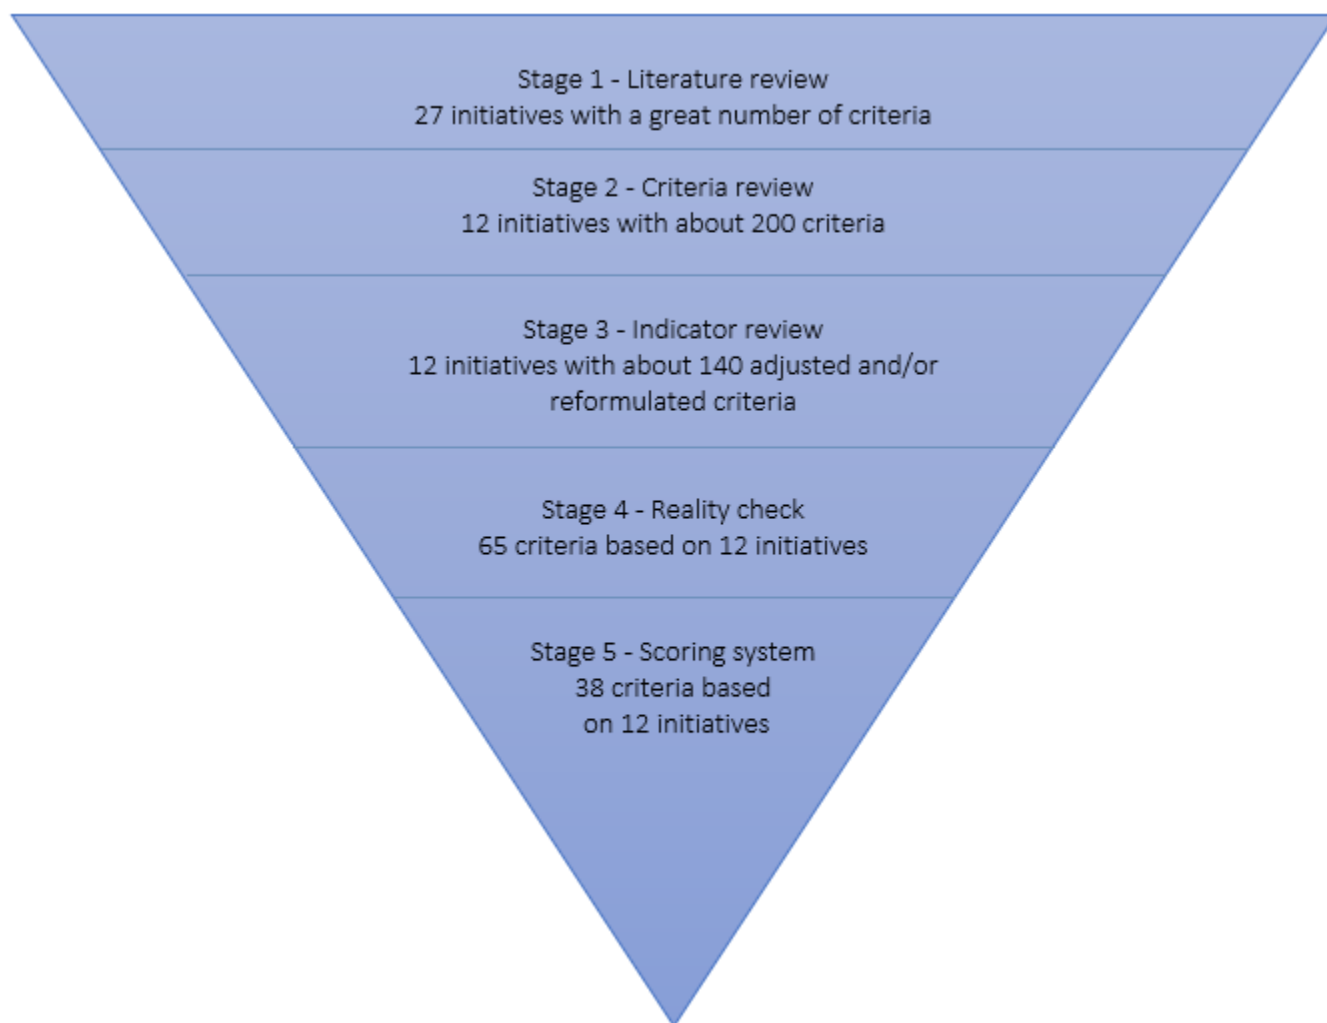 Stage 1 - Literature review
27 initiatives with a great number of criteria
Stage 2 - Criteria review
12 initiatives with about 200 criteria
Stage 3 - Indicator review
12 initiatives with about 140 adjusted and/or
reformulated criteria
Stage 4 - Reality check
65 criteria based on 12 initiatives
Stage 5 - Scoring system
38 criteria based
on 12 initiatives